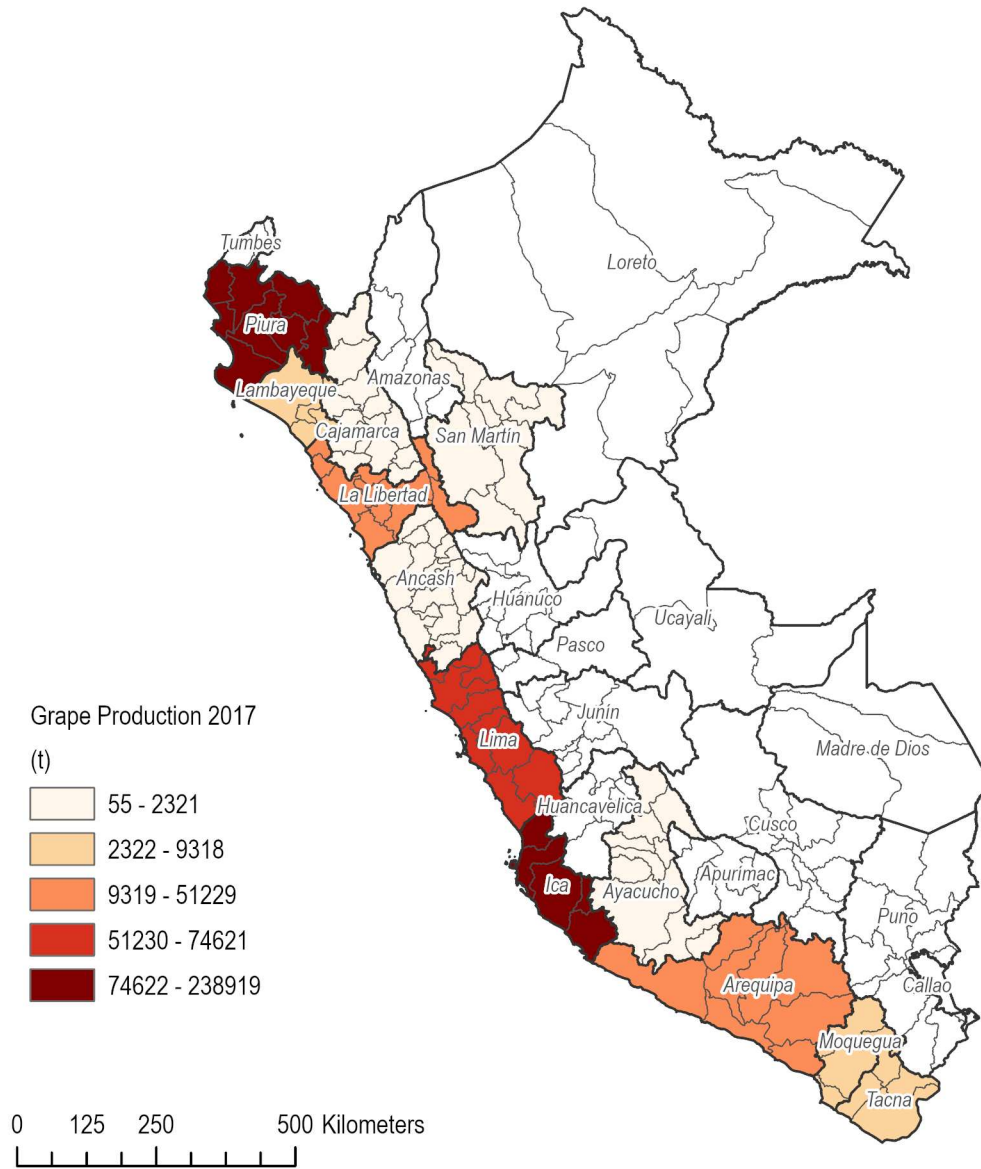 Tumbes
Loreto
Piura
Amazonas
Lambayeque
Cajamarca
San Martín
La Libertad
Ancash
Huánuco
Ucayali
Pasco
Junín
Lima
Madre de Dios
Huancavelica
Cusco
Ica
Ayacucho
Apurímac
Puno
Arequipa
Callao
Moquegua
Tacna
Grape Production 2017
(t)
55 - 2321
2322 - 9318
9319 - 51229
51230 - 74621
74622 - 238919
0 125 250 500 Kilometers